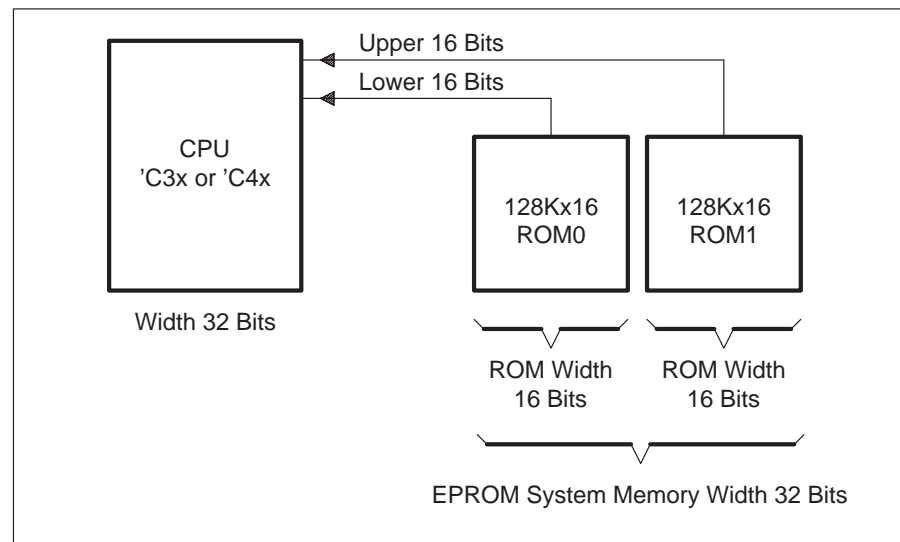 Upper 16 Bits
Lower 16 Bits
CPU
’C3x or ’C4x
128Kx16
ROM0
128Kx16
ROM1
Width 32 Bits
ROM Width
16 Bits
ROM Width
16 Bits
EPROM System Memory Width 32 Bits